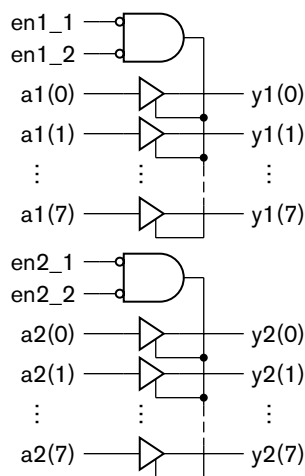 en1_1
en1_2
a1(0) y1(0)
a1(1) y1(1)
⋮ ⋮ ⋮
a1(7) y1(7)
en2_1
en2_2
a2(0) y2(0)
a2(1) y2(1)
⋮ ⋮ ⋮
a2(7) y2(7)